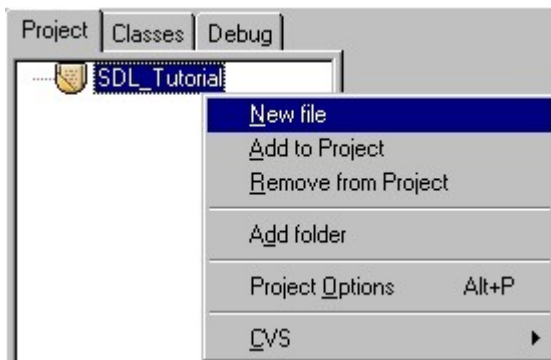 Project Classes Debug
SDL_Tutorial
New file
Add to Project
Remove from Project
Add folder
Project Options Alt+P
CVS